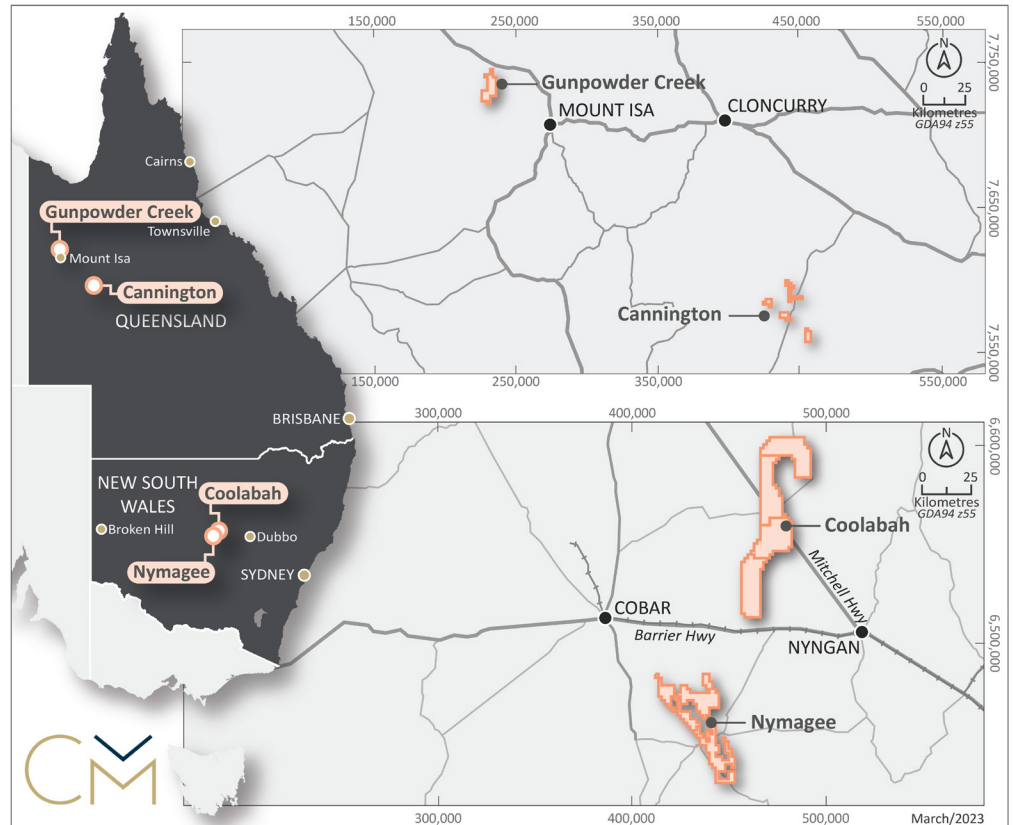 150,000
250,000
350,000
450,000
550,000
7,750,000
7,650,000
7,550,000
N
0
25
Kilometres
GDA94 z55
Gunpowder Creek
MOUNT ISA
CLONCURRY
Cannington
150,000
250,000
350,000
450,000
550,000
Cairns
Gunpowder Creek
Townsville
Mount Isa
Cannington
QUEENSLAND
BRISBANE
NEW SOUTH
WALES
Coolabah
Broken Hill
Dubbo
Nymagee
SYDNEY
300,000
400,000
500,000
6,600,000
6,500,000
N
0
25
Kilometres
GDA94 z55
Coolabah
Mitchell Hwy
COBAR
Barrier Hwy
NYNGAN
Nymagee
300,000
400,000
500,000
CM
March/2023